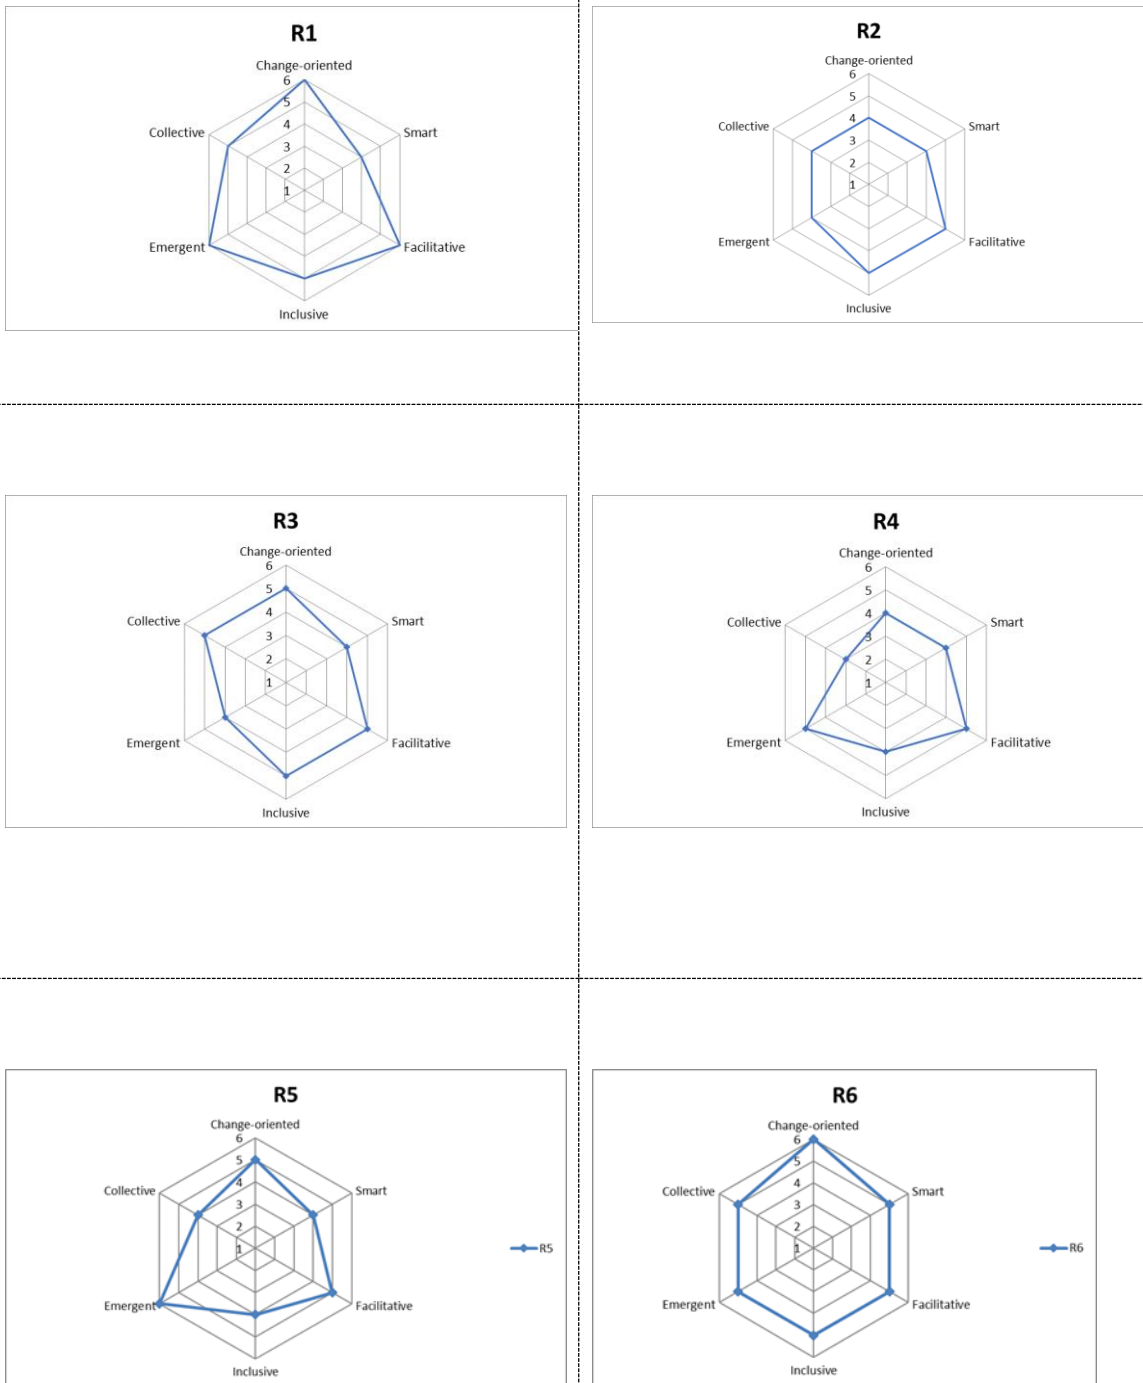 R1
Change-oriented
6
5
4
3
2
1
Collective
Smart
Emergent
Facilitative
Inclusive
R2
Change-oriented
6
5
4
3
2
1
Collective
Smart
Emergent
Facilitative
Inclusive
R3
Change-oriented
6
5
4
3
2
1
Collective
Smart
Emergent
Facilitative
Inclusive
R4
Change-oriented
6
5
4
3
2
1
Collective
Smart
Emergent
Facilitative
Inclusive
R5
Change-oriented
6
5
4
3
2
1
Collective
Smart
Emergent
Facilitative
Inclusive
R5
R6
Change-oriented
6
5
4
3
2
1
Collective
Smart
Emergent
Facilitative
Inclusive
R6